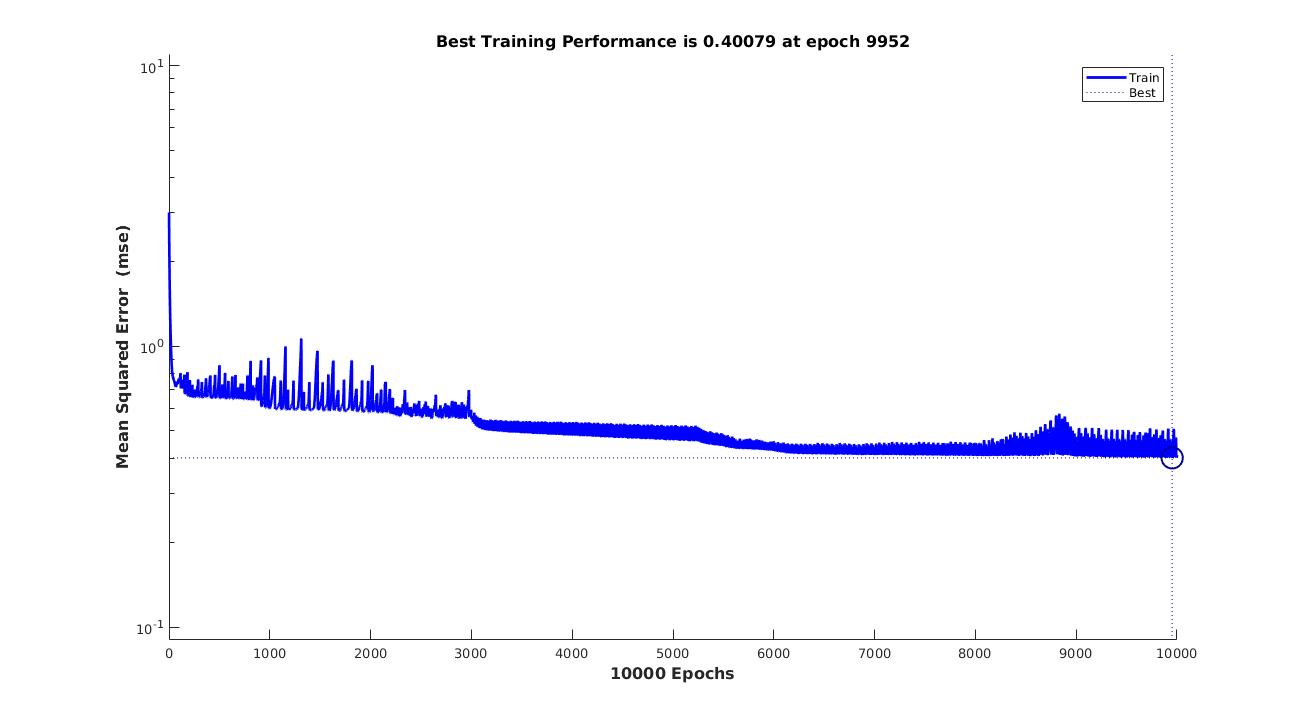 Best Training Performance is 0.40079 at epoch 9952
10^1
Train
Best
10^0
10^-1
Mean Squared Error  (mse)
0 1000 2000 3000 4000 5000 6000 7000 8000 9000 10000
10000 Epochs